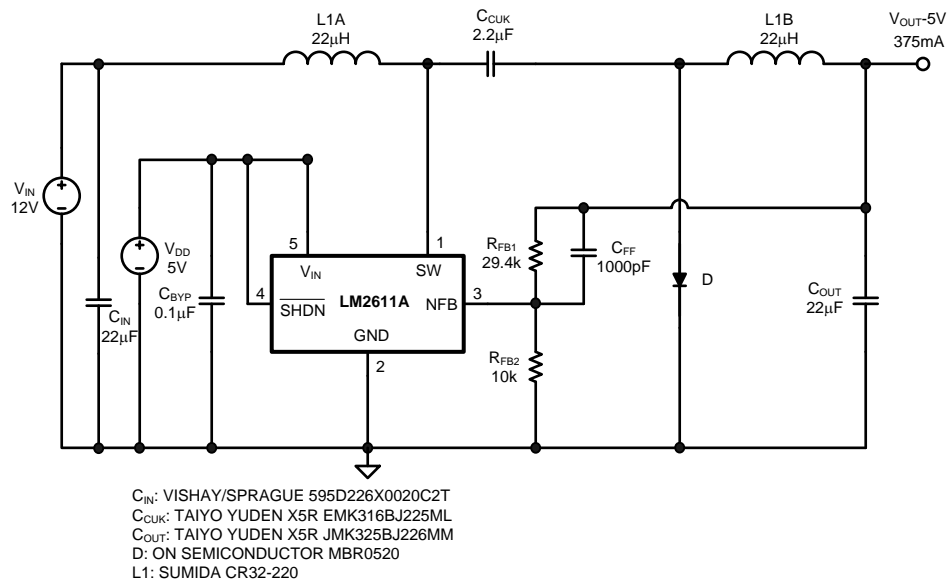 L1A
22μH
CCUK
2.2μF
L1B
22μH
VOUT-5V
375mA
VIN
12V
+
-
VDD
5V
+
-
CIN
22μF
CBYP
0.1μF
5
VIN
1
SW
4
SHDN
LM2611A
NFB
3
GND
2
RFB1
29.4k
CFF
1000pF
RFB2
10k
D
COUT
22μF
CIN: VISHAY/SPRAGUE 595D226X0020C2T
CCUK: TAIYO YUDEN X5R EMK316BJ225ML
COUT: TAIYO YUDEN X5R JMK325BJ226MM
D: ON SEMICONDUCTOR MBR0520
L1: SUMIDA CR32-220